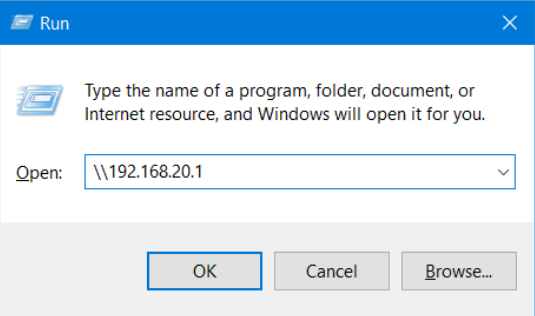 Run
Type the name of a program, folder, document, or
Internet resource, and Windows will open it for you.
Open: \\192.168.20.1
OK Cancel Browse...